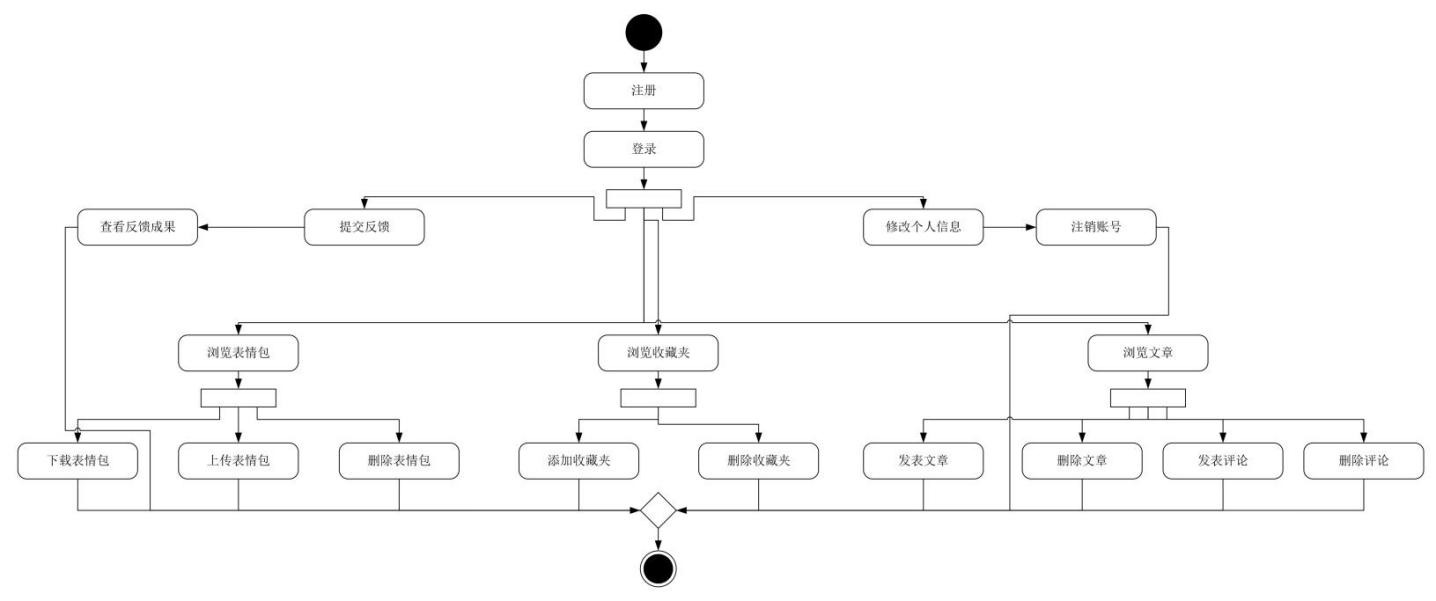 注册
登录
查看反馈成果
提交反馈
修改个人信息
注销账号
浏览表情包
浏览收藏夹
浏览文章
下载表情包
上传表情包
删除表情包
添加收藏夹
删除收藏夹
发表文章
删除文章
发表评论
删除评论